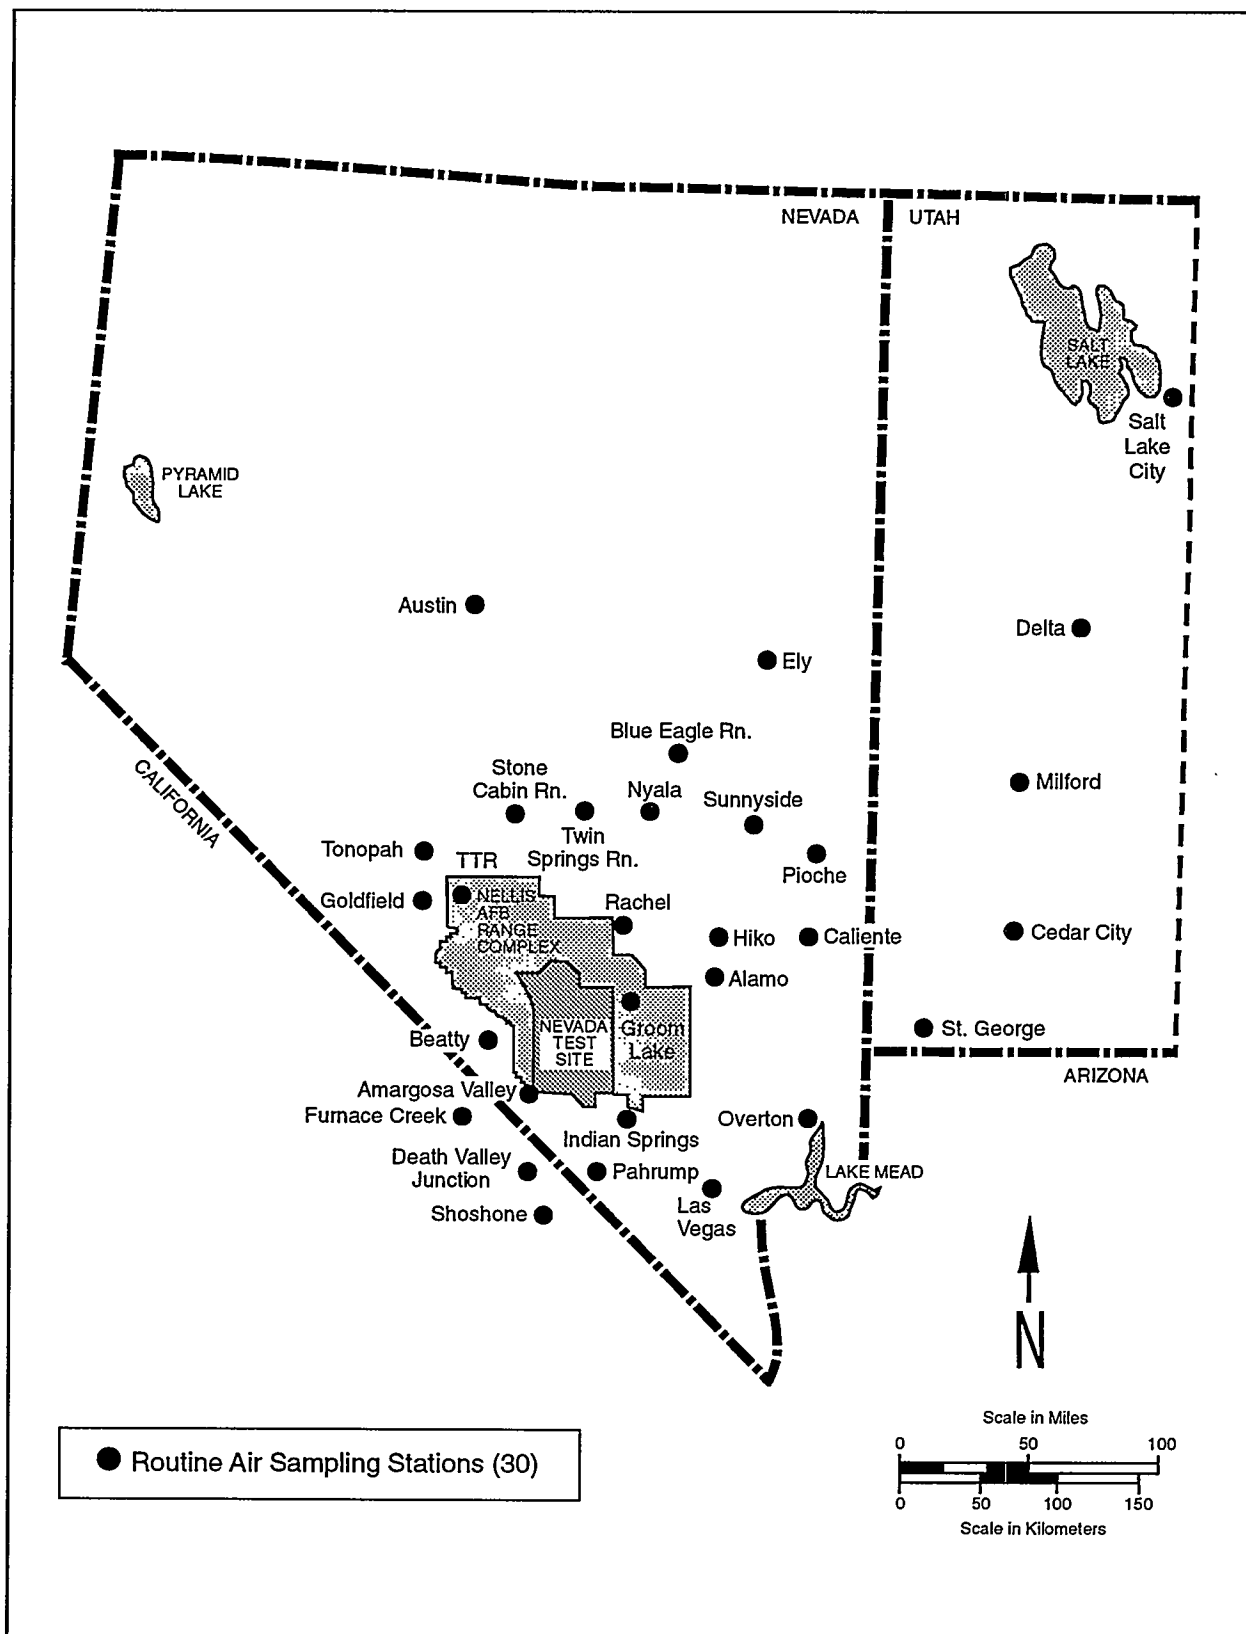 NEVADA
UTAH
SALT
LAKE
Salt
Lake
City
PYRAMID
LAKE
Austin
Delta
Ely
Blue Eagle Rn.
Stone
Cabin Rn.
Nyala
Sunnyside
Milford
CALIFORNIA
Twin
Springs Rn.
Tonopah
TTR
Pioche
Goldfield
NELLIS
AFB
RANGE
COMPLEX
Rachel
Hiko
Caliente
Cedar City
Alamo
Beatty
NEVADA
TEST
SITE
Groom
Lake
St. George
ARIZONA
Amargosa Valley
Furnace Creek
Indian Springs
Overton
Death Valley
Junction
Pahrump
LAKE MEAD
Shoshone
Las
Vegas
N
Scale in Miles
0 50 100
0 50 100 150
Scale in Kilometers
Routine Air Sampling Stations (30)